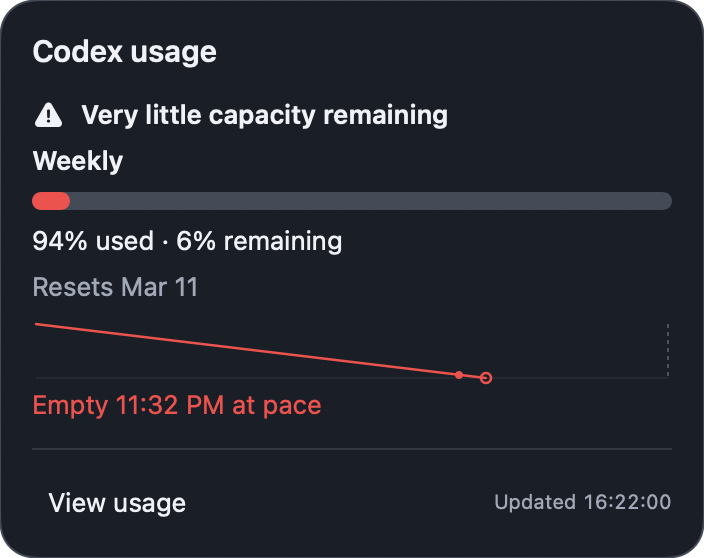 Codex usage
Very little capacity remaining
Weekly
94% used · 6% remaining
Resets Mar 11
Empty 11:32 PM at pace
View usage
Updated 16:22:00